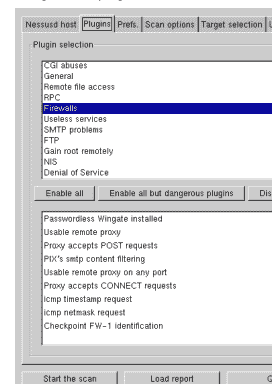 Nessusd host Plugins Prefs. Scan options Target selection
Plugin selection
CGI abuses
General
Remote file access
RPC
Firewalls
Useless services
SMTP problems
FTP
Gain root remotely
NIS
Denial of Service
Enable all Enable all but dangerous plugins Dis
Passwordless Wingate installed
Usable remote proxy
Proxy accepts POST requests
PIX's smtp content filtering
Usable remote proxy on any port
Proxy accepts CONNECT requests
icmp timestamp request
icmp netmask request
Checkpoint FW-1 identification
Start the scan Load report